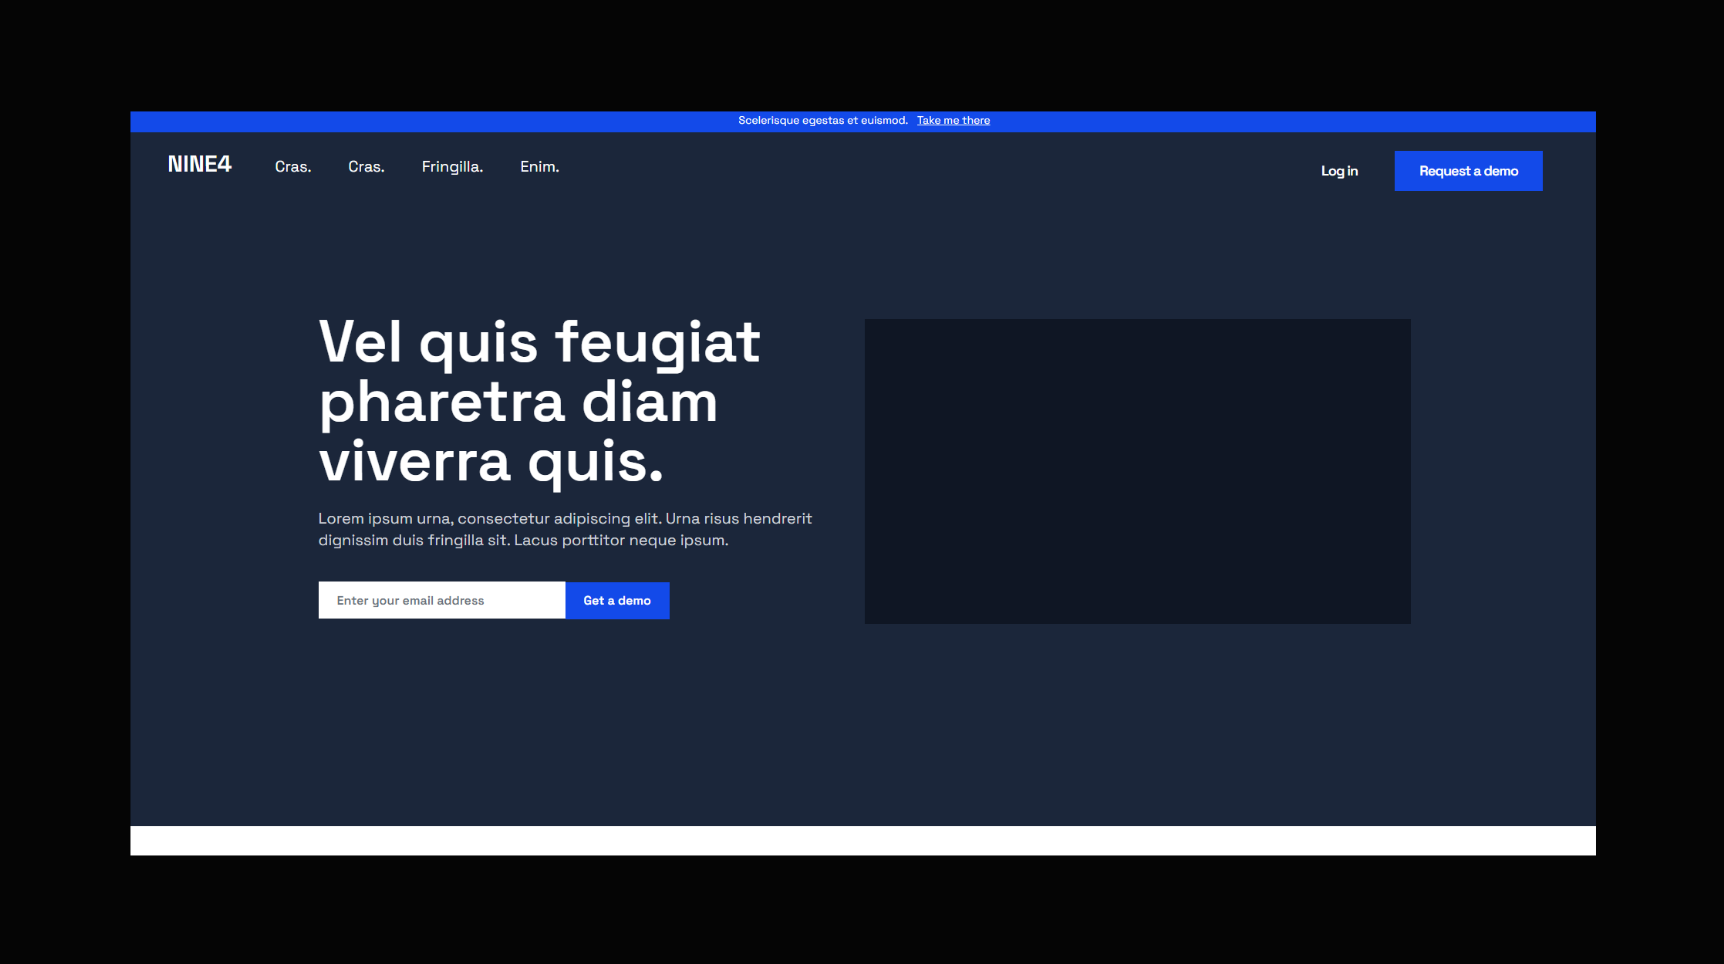 Scelerisque egestas et euismod. Take me there
NINE4 Cras. Cras. Fringilla. Enim. Log in Request a demo
Vel quis feugiat
pharetra diam
viverra quis.
Lorem ipsum urna, consectetur adipiscing elit. Urna risus hendrerit
dignissim duis fringilla sit. Lacus porttitor neque ipsum.
Enter your email address Get a demo